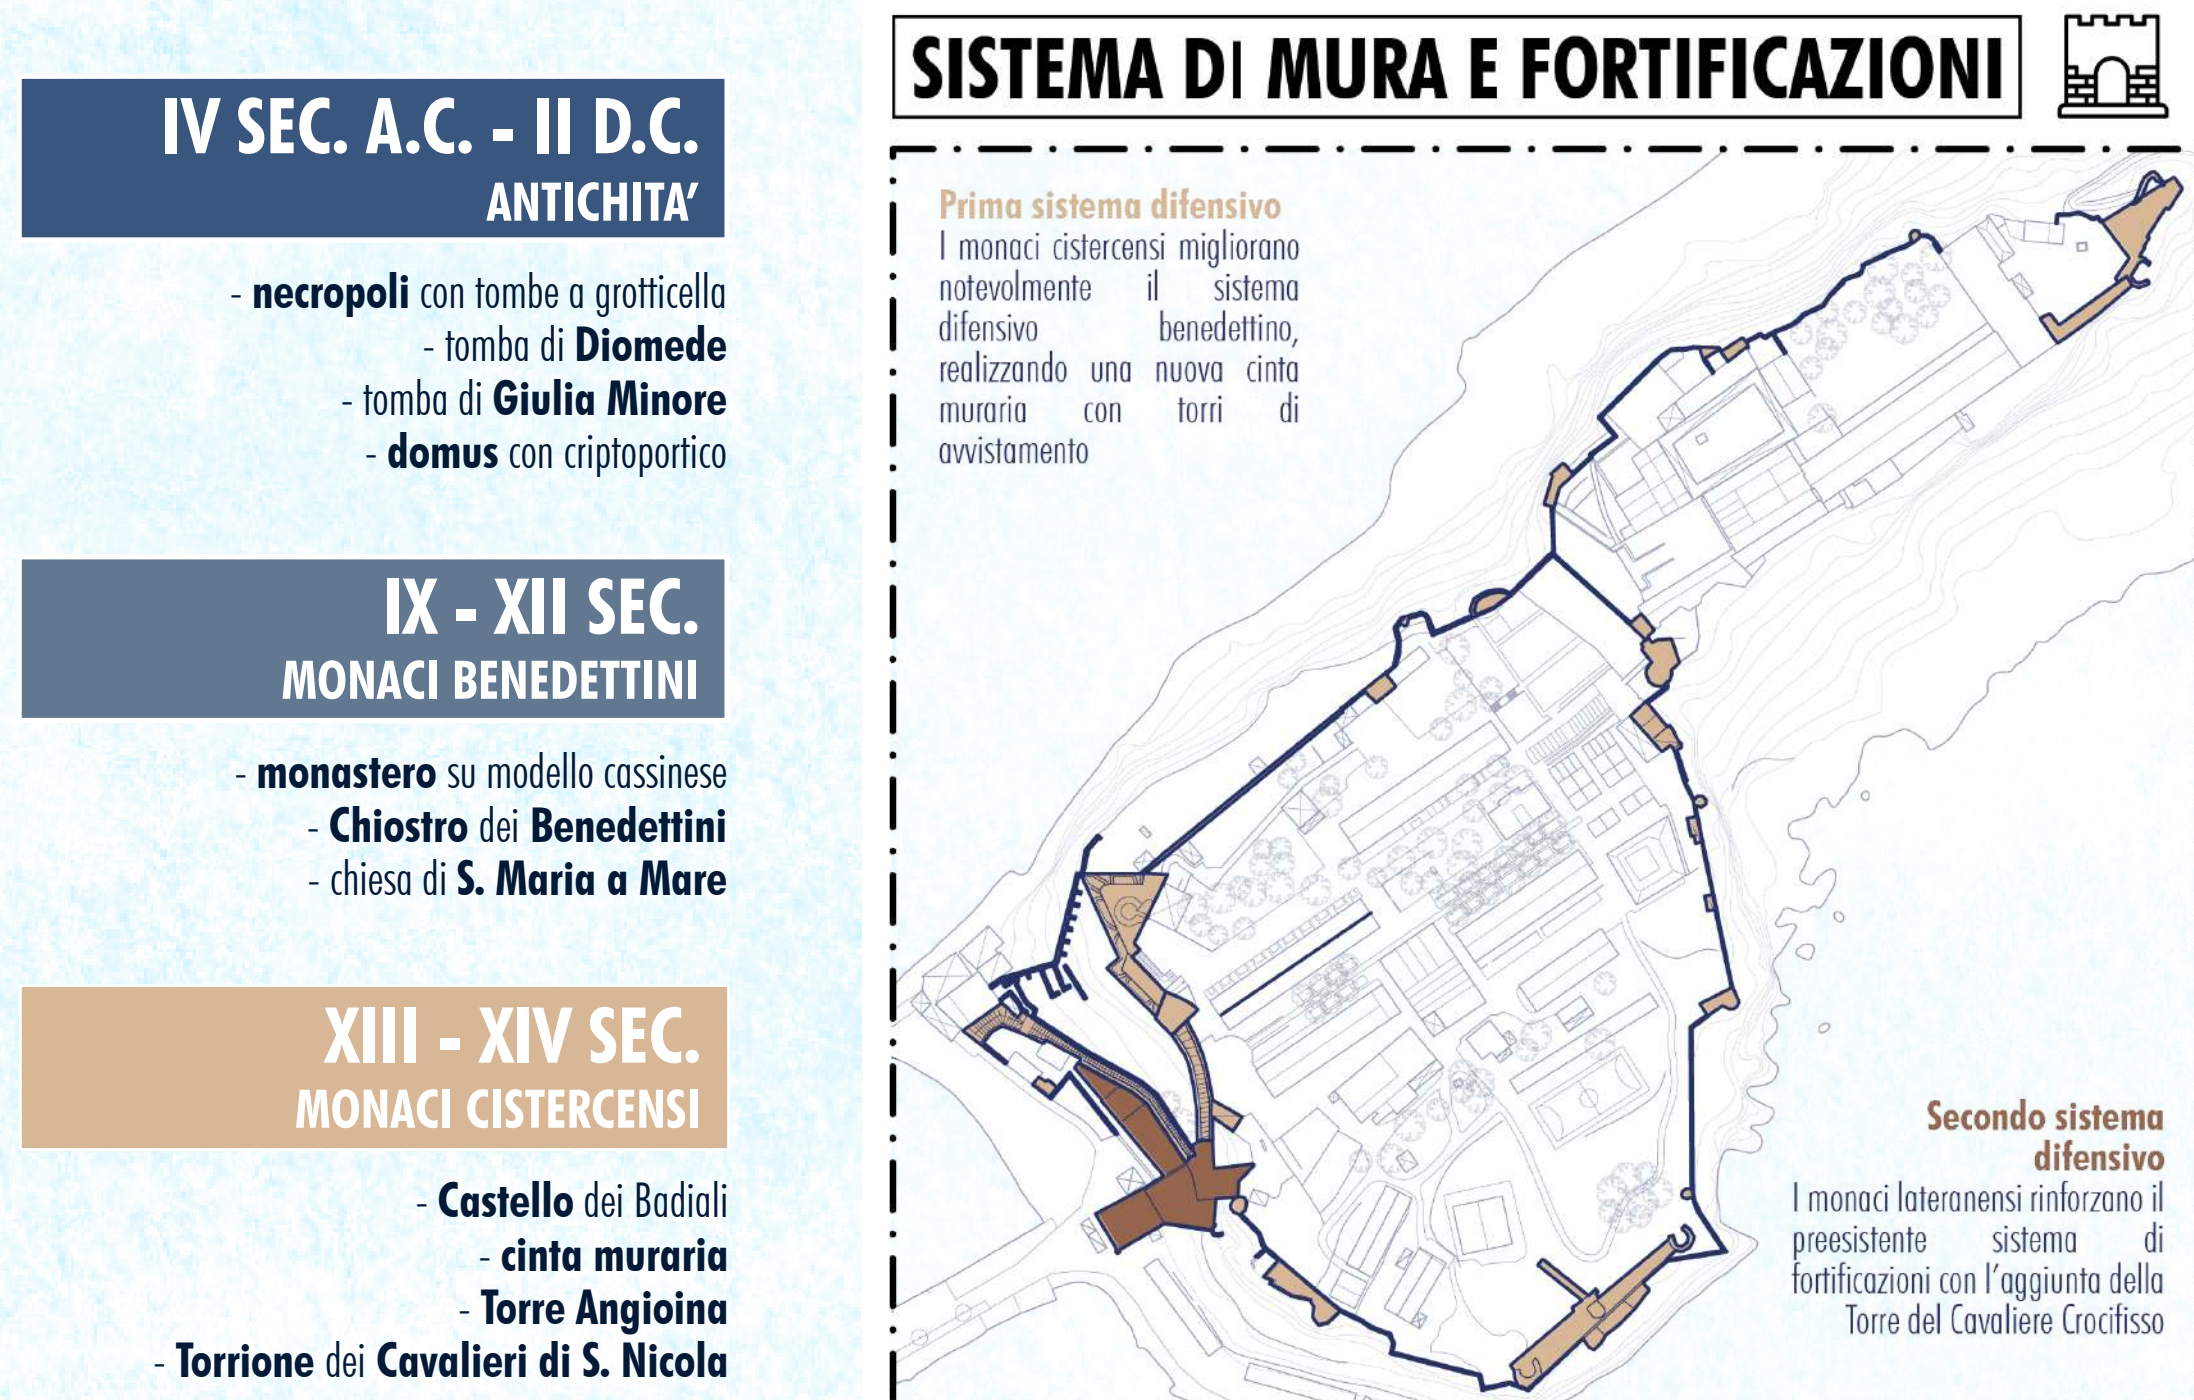 IV SEC. A.C. - II D.C.
ANTICHITA'
- necropoli con tombe a grotticella
- tomba di Diomede
- tomba di Giulia Minore
- domus con criptoportico
IX - XII SEC.
MONACI BENEDETTINI
- monastero su modello cassinese
- Chiostro dei Benedettini
- chiesa di S. Maria a Mare
XIII - XIV SEC.
MONACI CISTERCENSI
- Castello dei Badiali
- cinta muraria
- Torre Angioina
- Torrione dei Cavalieri di S. Nicola
SISTEMA DI MURA E FORTIFICAZIONI
Prima sistema difensivo
I monaci cistercensi migliorano
notevolmente il sistema
difensivo benedettino,
realizzando una nuova cinta
muraria con torri di
avvistamento
Secondo sistema
difensivo
I monaci lateranensi rinforzano il
preesistente sistema di
fortificazioni con l'aggiunta della
Torre del Cavaliere Crocifisso